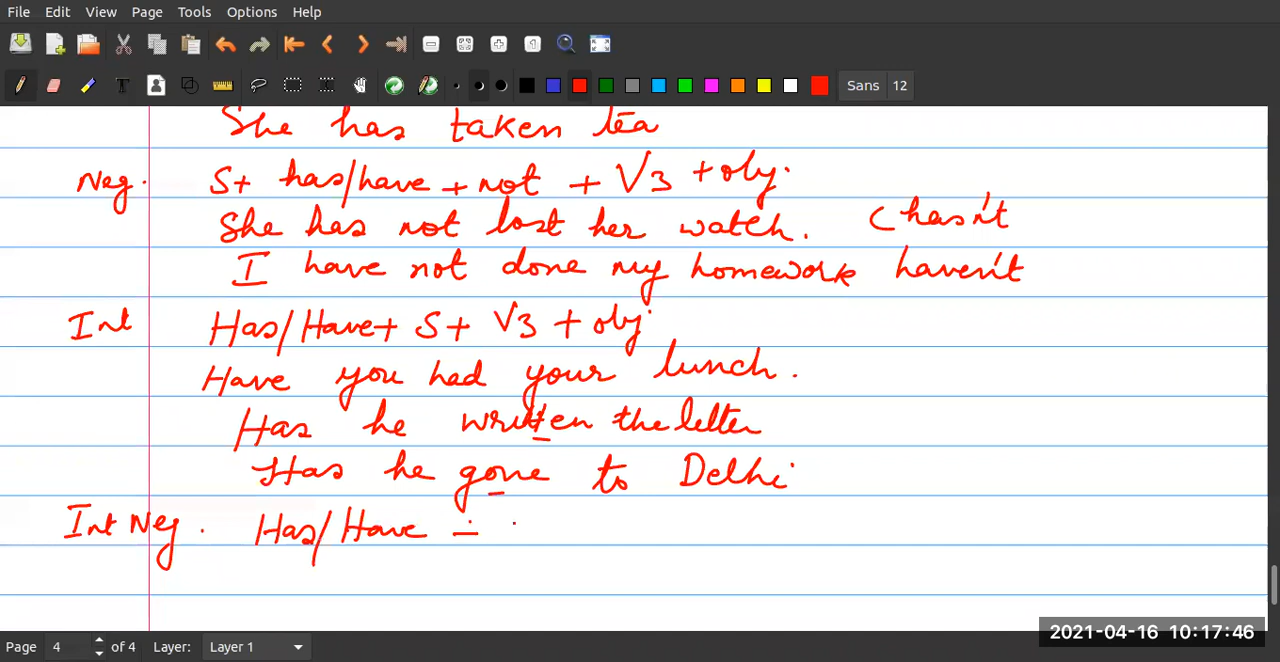 File Edit View Page Tools Options Help
Sans 12
She has taken tea
Neg. S+ has/have + not + V3 + obj.
She has not lost her watch. ( hasn't
I have not done my homework haven't
Int Has/Have+ S+ V3 + obj.
Have you had your lunch.
Has he written the letter
Has he gone to Delhi
Int Neg. Has/Have +
2021-04-16 10:17:46
Page 4 of 4 Layer: Layer 1